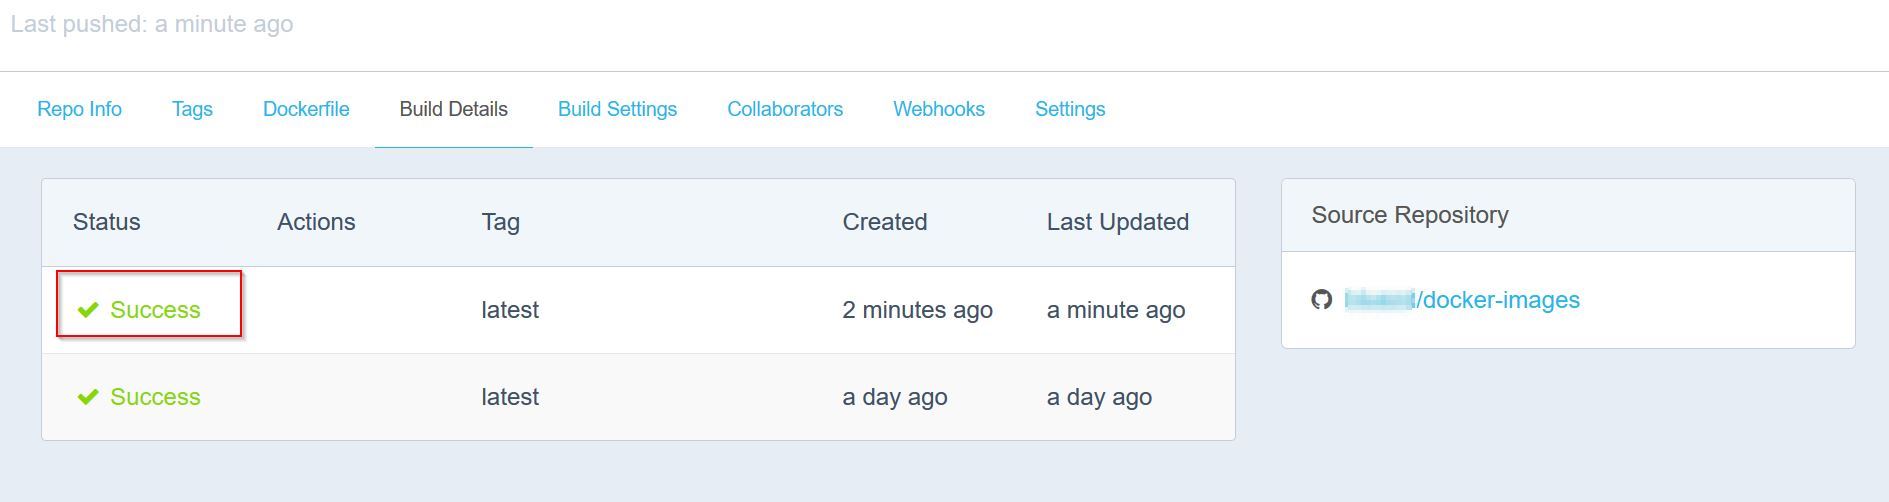 Last pushed: a minute ago
Repo Info Tags Dockerfile Build Details Build Settings Collaborators Webhooks Settings
Status Actions Tag Created Last Updated
Success latest 2 minutes ago a minute ago
Success latest a day ago a day ago
Source Repository
/docker-images